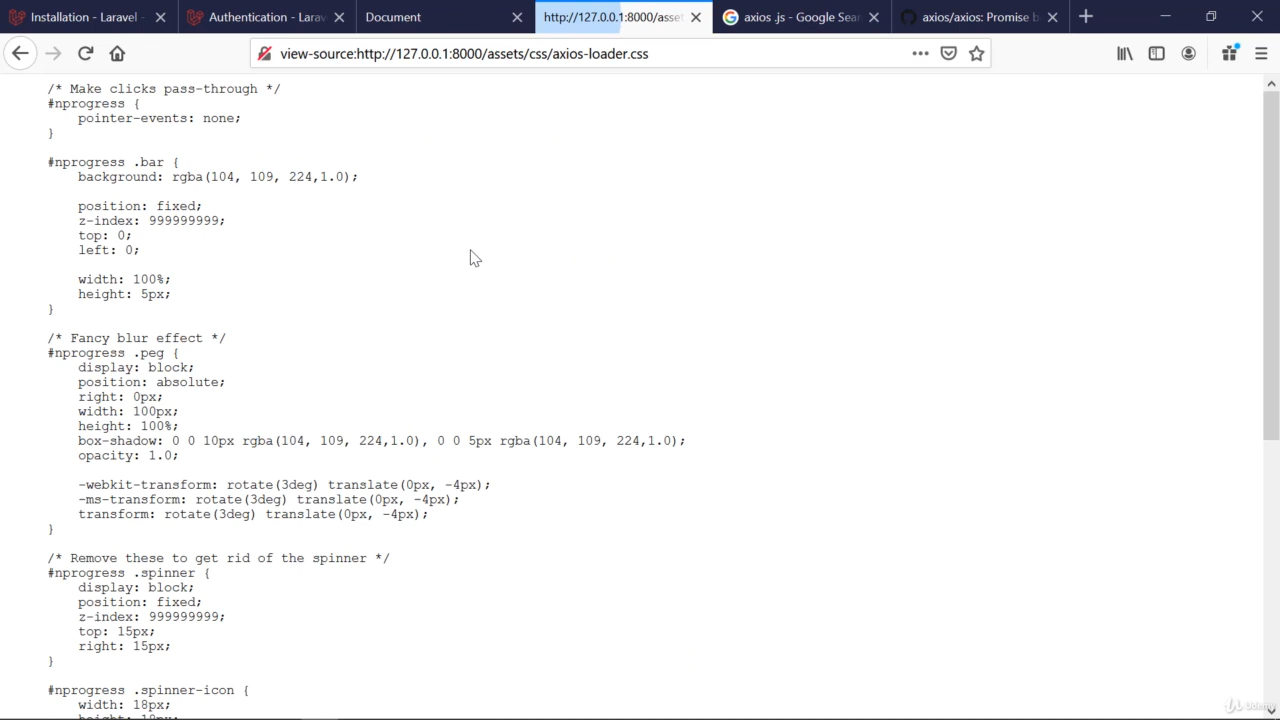 Installation - Laravel -
Authentication - Larav
Document
http://127.0.0.1:8000/asset
axios .js - Google Sear
axios/axios: Promise b
view-source:http://127.0.0.1:8000/assets/css/axios-loader.css
/* Make clicks pass-through */
#nprogress {
pointer-events: none;
}
#nprogress .bar {
background: rgba(104, 109, 224,1.0);
position: fixed;
z-index: 999999999;
top: 0;
left: 0;
width: 100%;
height: 5px;
}
/* Fancy blur effect */
#nprogress .peg {
display: block;
position: absolute;
right: 0px;
width: 100px;
height: 100%;
box-shadow: 0 0 10px rgba(104, 109, 224,1.0), 0 0 5px rgba(104, 109, 224,1.0);
opacity: 1.0;
-webkit-transform: rotate(3deg) translate(0px, -4px);
-ms-transform: rotate(3deg) translate(0px, -4px);
transform: rotate(3deg) translate(0px, -4px);
}
/* Remove these to get rid of the spinner */
#nprogress .spinner {
display: block;
position: fixed;
z-index: 999999999;
top: 15px;
right: 15px;
}
#nprogress .spinner-icon {
width: 18px;
height: 18px;
Udemy